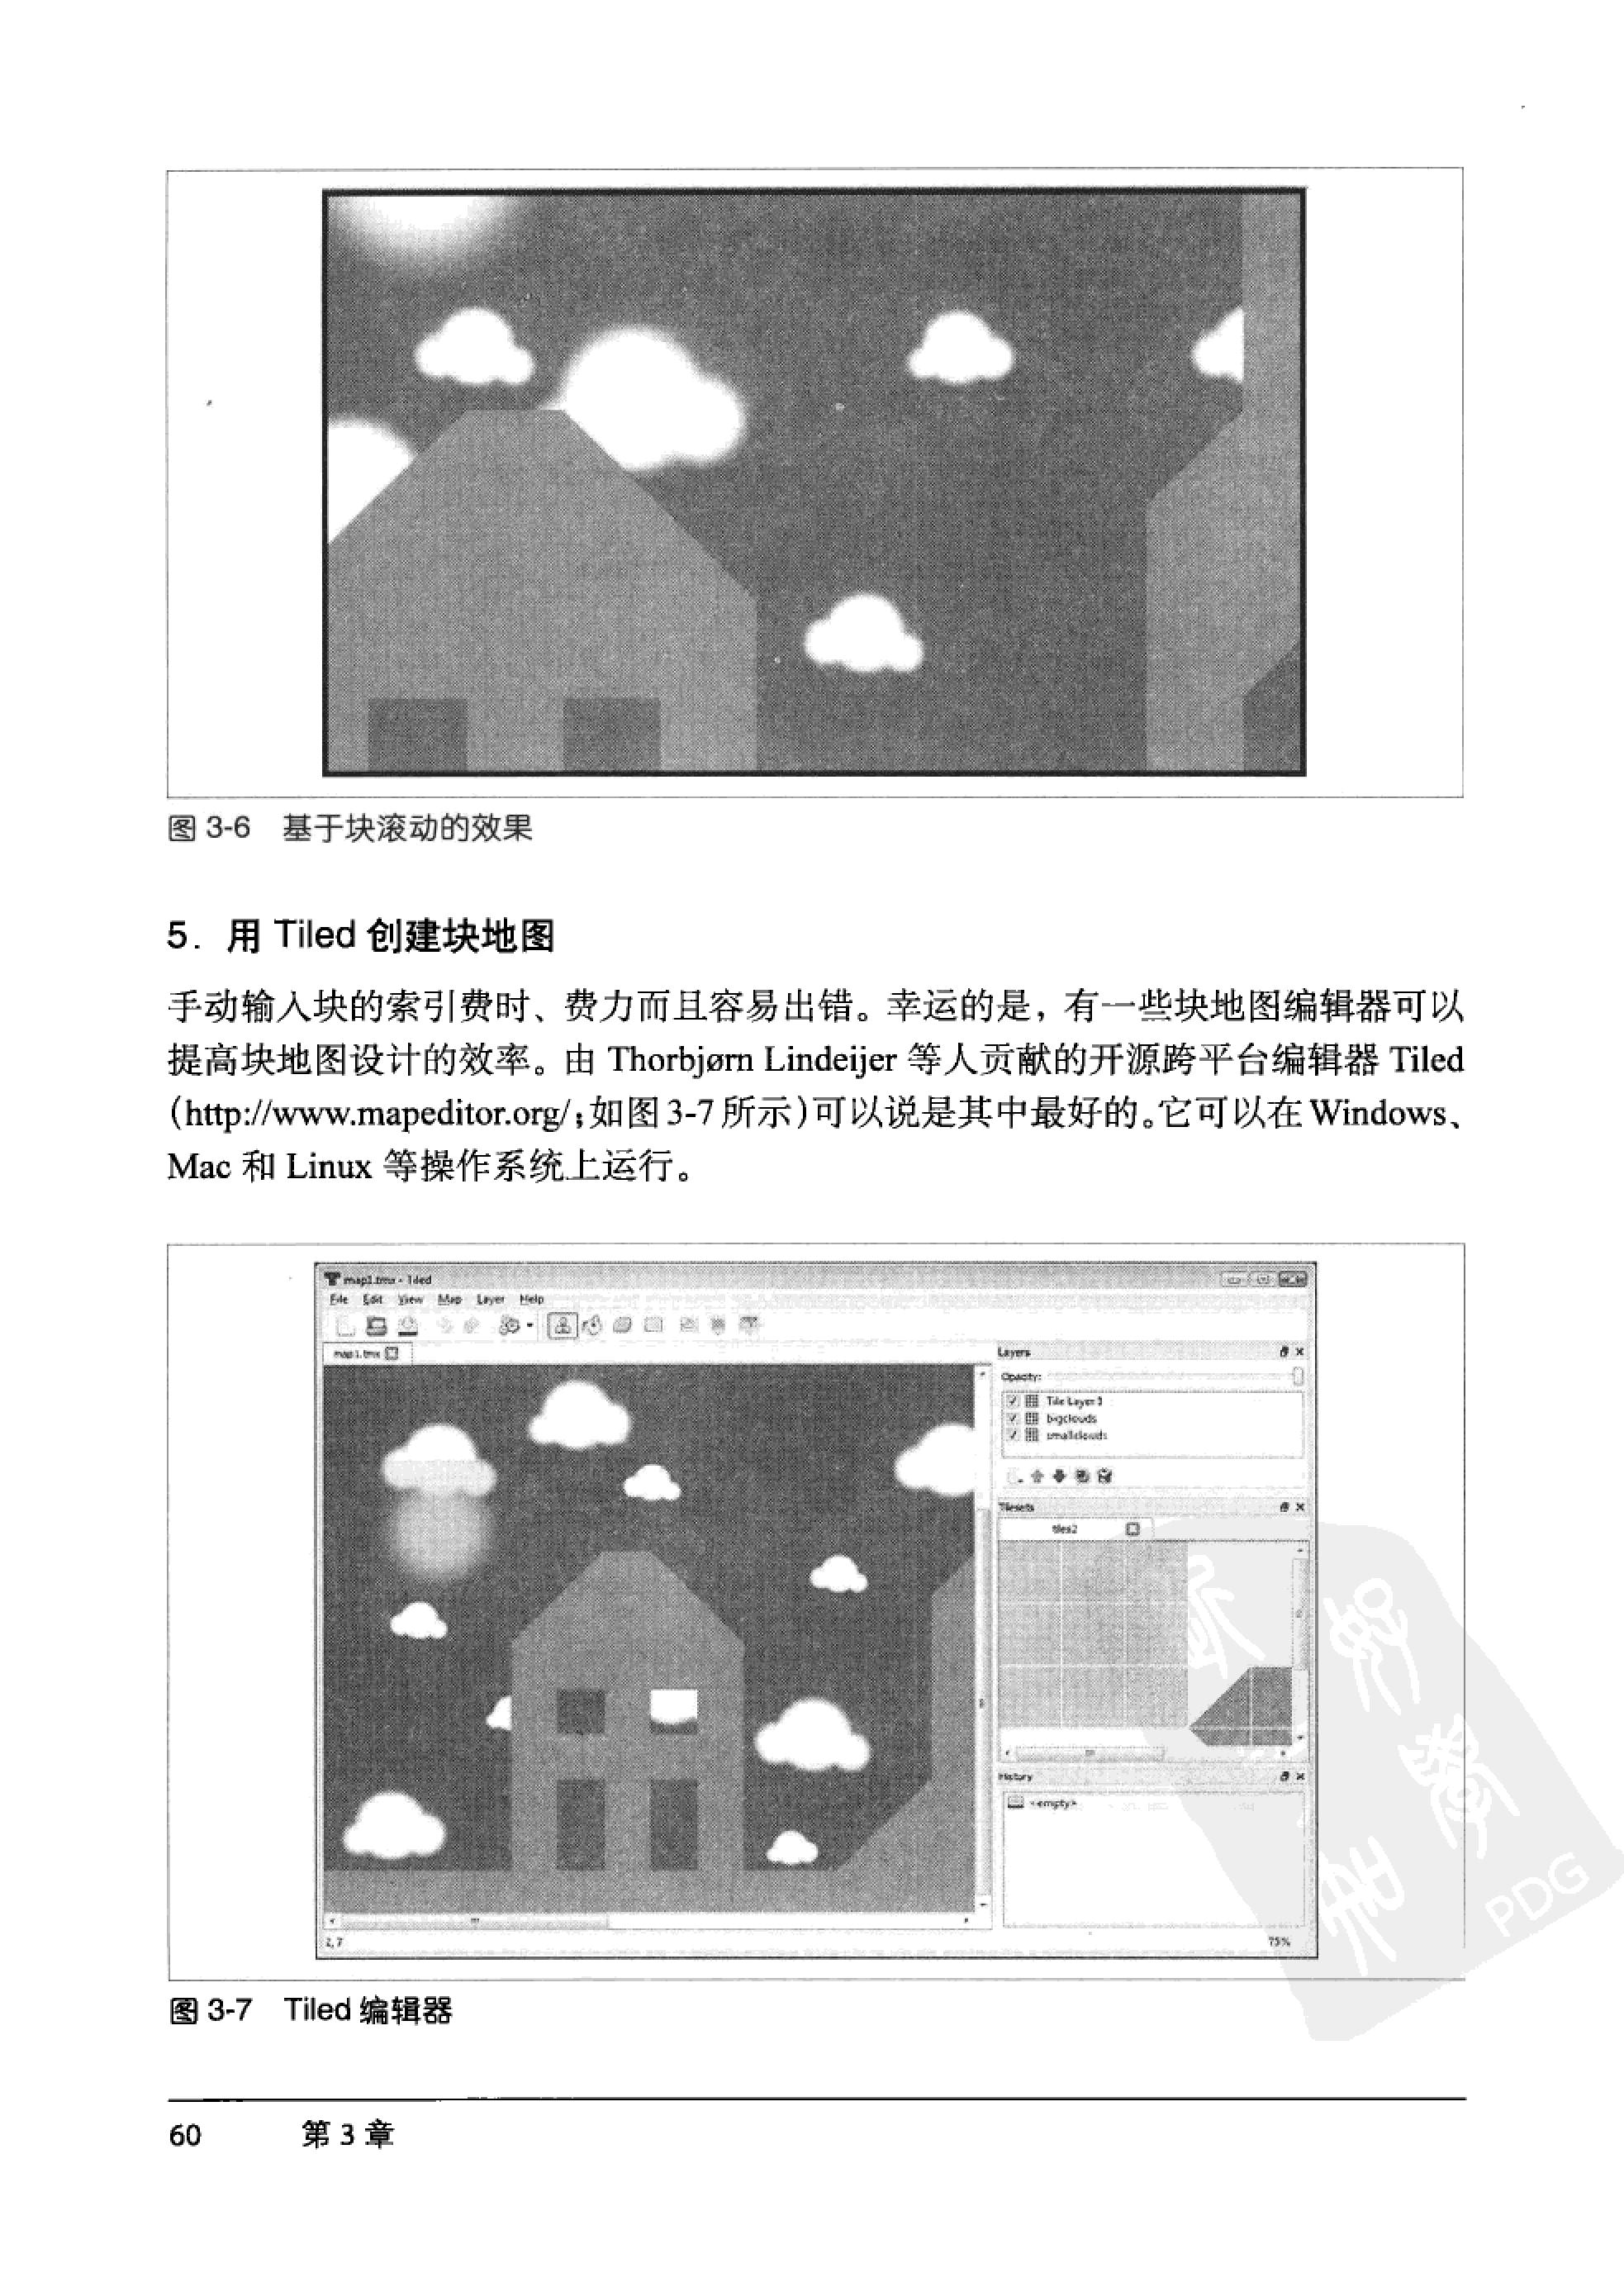 图 3-6 基于块滚动的效果
5. 用 Tiled 创建块地图
手动输入块的索引费时、费力而且容易出错。幸运的是，有一些块地图编辑器可以
提高块地图设计的效率。由 Thorbjørn Lindeijer 等人贡献的开源跨平台编辑器 Tiled
（http://www.mapeditor.org/；如图 3-7 所示）可以说是其中最好的。它可以在 Windows、
Mac 和 Linux 等操作系统上运行。
map1.tmx - Tiled
File Edit View Map Layer Help
map1.tmx
Layers
Opacity:
Tile Layer 3
bigclouds
smallclouds
Tilesets
tiles2
History
<empty>
2,7
75%
PDG
图 3-7 Tiled 编辑器
60 第 3 章